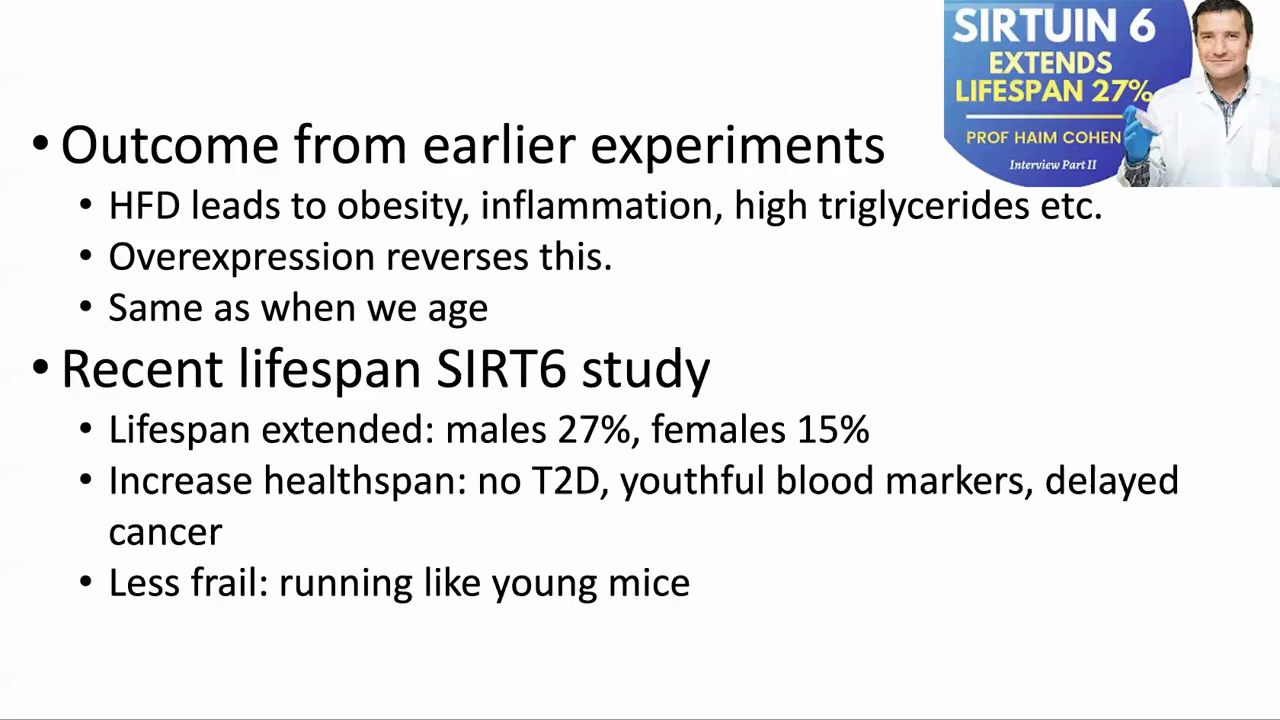 SIRTUIN 6
EXTENDS
LIFESPAN 27%
PROF HAIM COHEN
Interview Part II
• Outcome from earlier experiments
• HFD leads to obesity, inflammation, high triglycerides etc.
• Overexpression reverses this.
• Same as when we age
• Recent lifespan SIRT6 study
• Lifespan extended: males 27%, females 15%
• Increase healthspan: no T2D, youthful blood markers, delayed
cancer
• Less frail: running like young mice